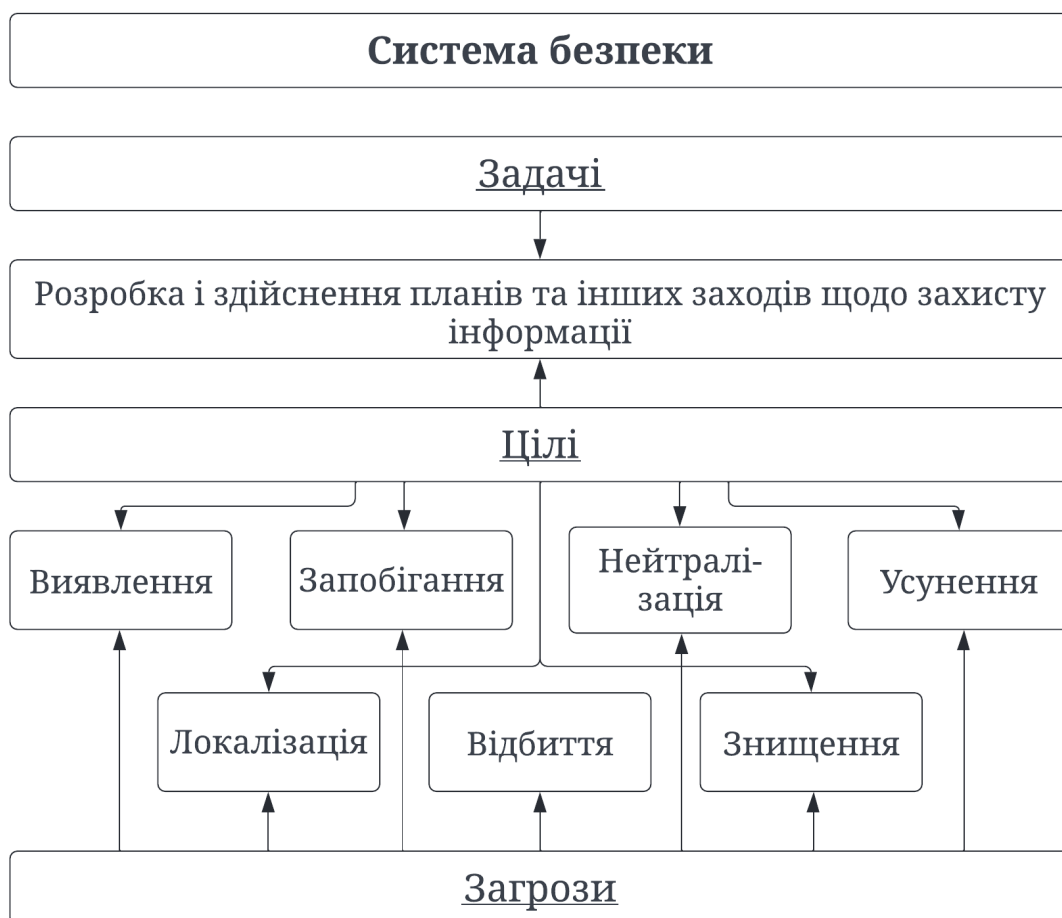 Система безпеки
Задачі
Розробка і здійснення планів та інших заходів щодо захисту
інформації
Цілі
Виявлення
Запобігання
Нейтралі-
зація
Усунення
Локалізація
Відбиття
Знищення
Загрози